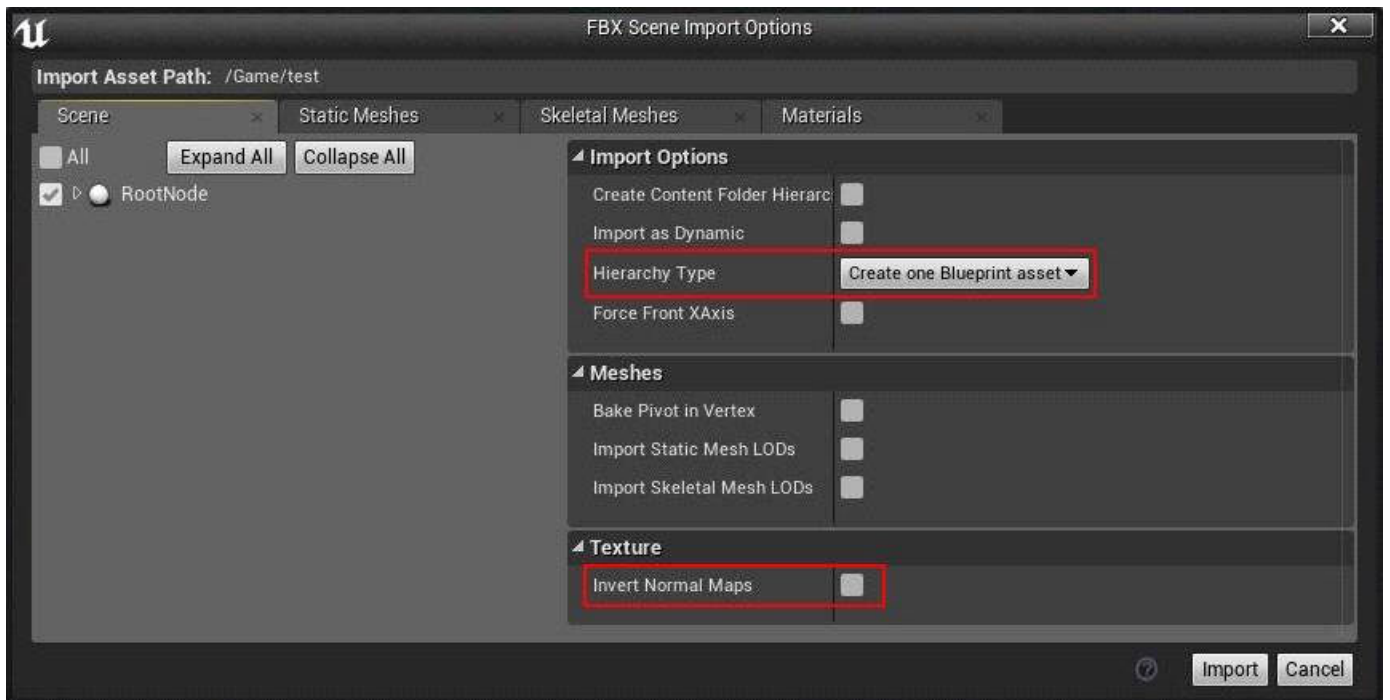 FBX Scene Import Options
Import Asset Path: /Game/test
Scene Static Meshes Skeletal Meshes Materials
All Expand All Collapse All
RootNode
Import Options
Create Content Folder Hierarc
Import as Dynamic
Hierarchy Type Create one Blueprint asset
Force Front XAxis
Meshes
Bake Pivot in Vertex
Import Static Mesh LODs
Import Skeletal Mesh LODs
Texture
Invert Normal Maps
Import Cancel